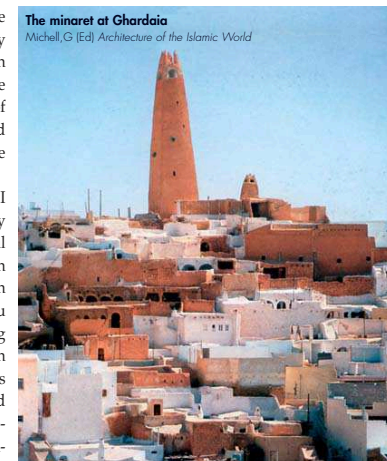 The minaret at Ghardaia
Michell,G (Ed) Architecture of the Islamic World